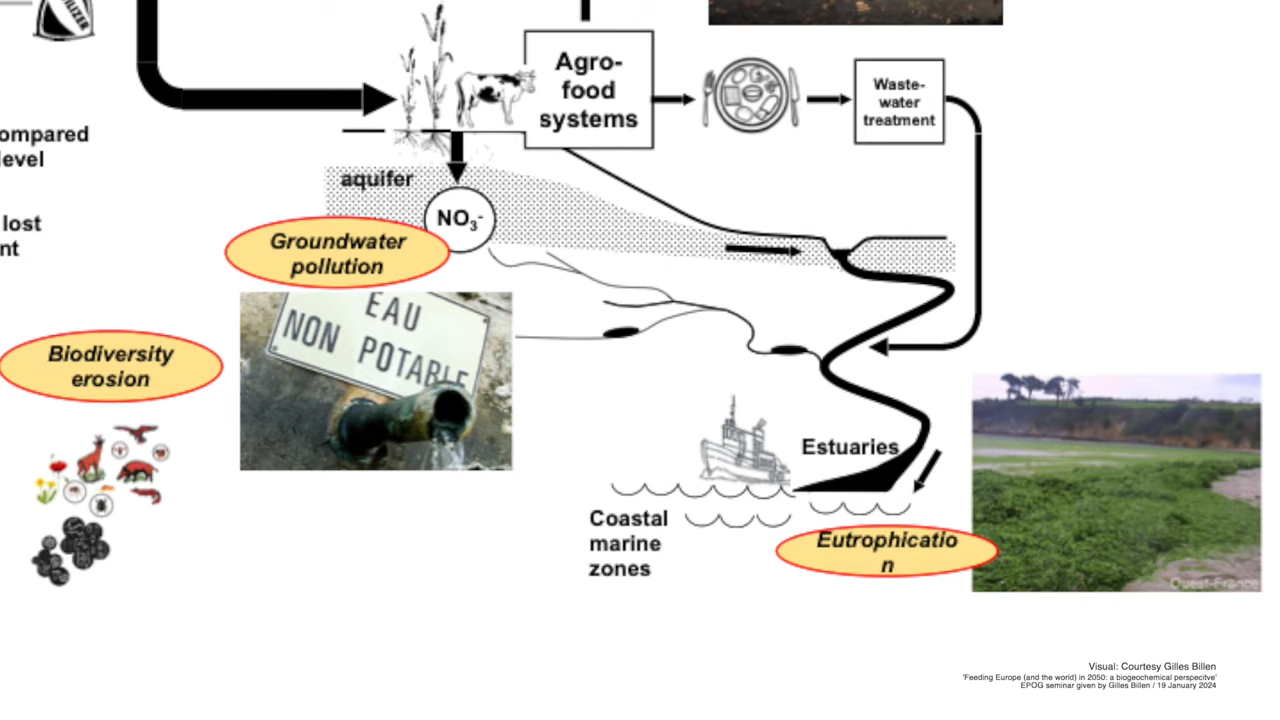 Agro-
food
systems
Waste-
water
treatment
ompared
level
aquifer
lost
nt
NO₃⁻
Groundwater
pollution
EAU
NON POTABLE
Biodiversity
erosion
Estuaries
Coastal
marine
zones
Eutrophicatio
n
Ouest-France
Visual: Courtesy Gilles Billen
'Feeding Europe (and the world) in 2050: a biogeochemical perspecitve'
EPOG seminar given by Gilles Billen / 19 January 2024